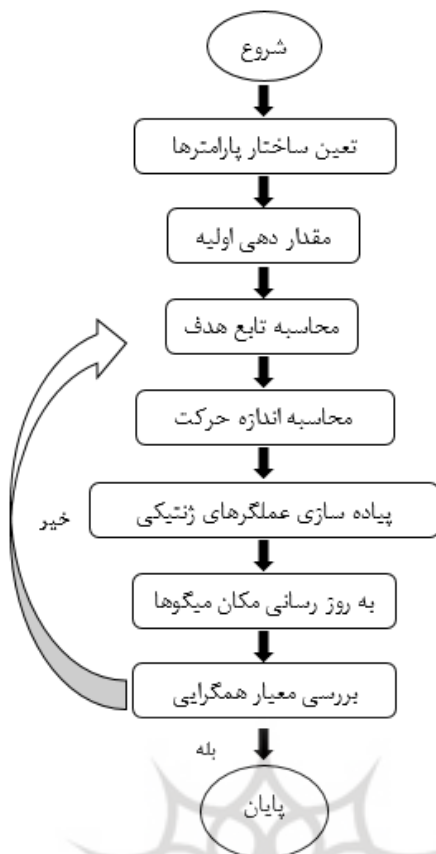 شروع
تعین ساختار پارامترها
مقدار دهی اولیه
محاسبه تابع هدف
محاسبه اندازه حرکت
پیاده سازی عملگرهای ژنتیکی
خیر
به روز رسانی مکان میگوها
بررسی معیار همگرایی
بله
پایان